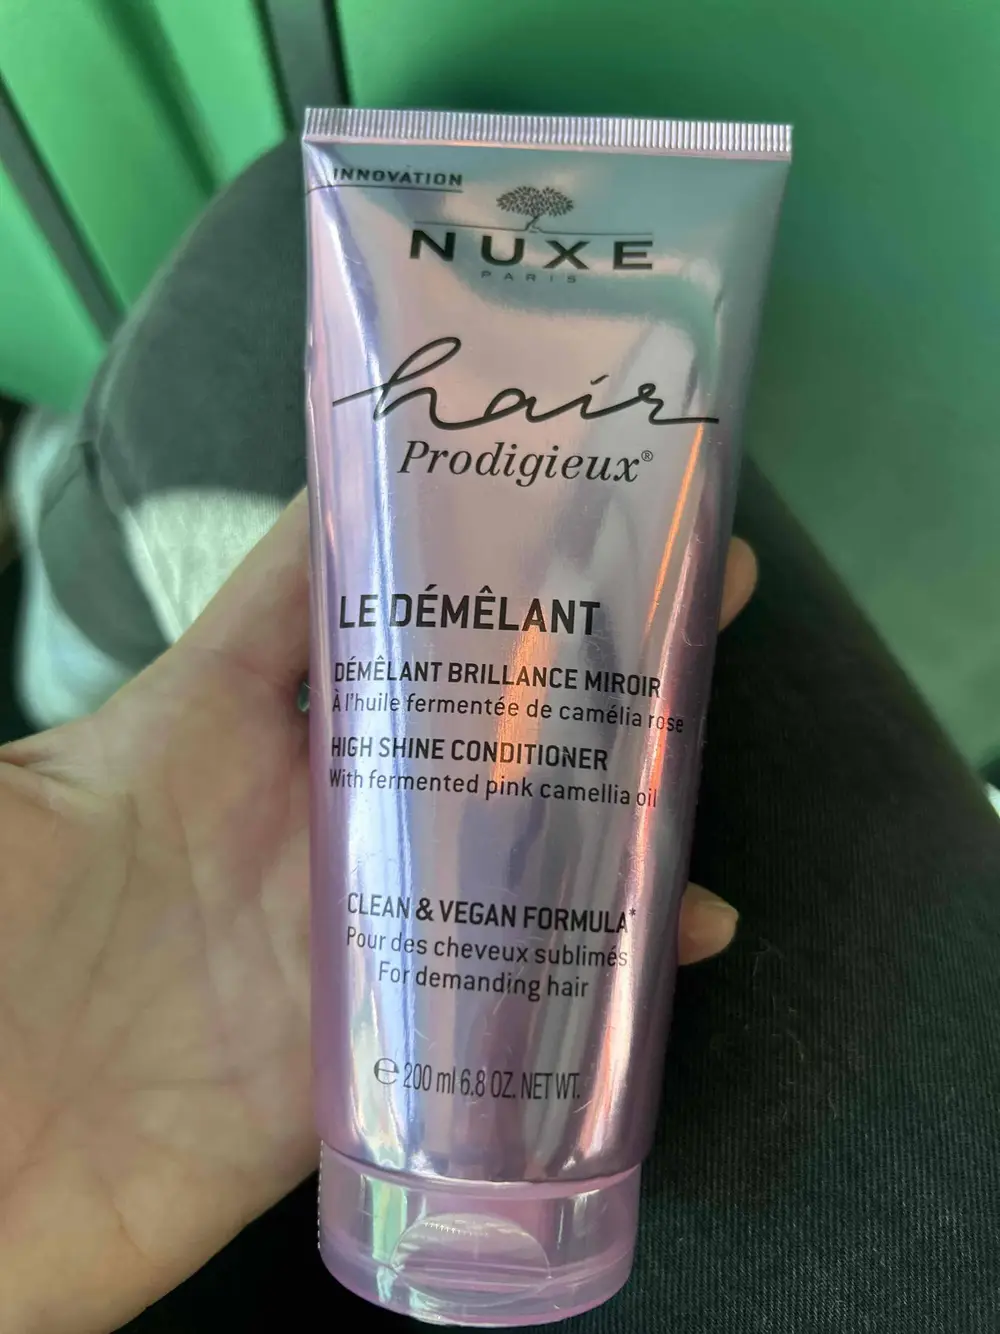 INNOVATION
NUXE
PARIS
hair
Prodigieux®
LE DÉMÊLANT
DÉMÊLANT BRILLANCE MIROIR
À l'huile fermentée de camélia rose
HIGH SHINE CONDITIONER
With fermented pink camellia oil
CLEAN & VEGAN FORMULA*
Pour des cheveux sublimés
For demanding hair
℮ 200 ml 6.8 OZ. NET WT.